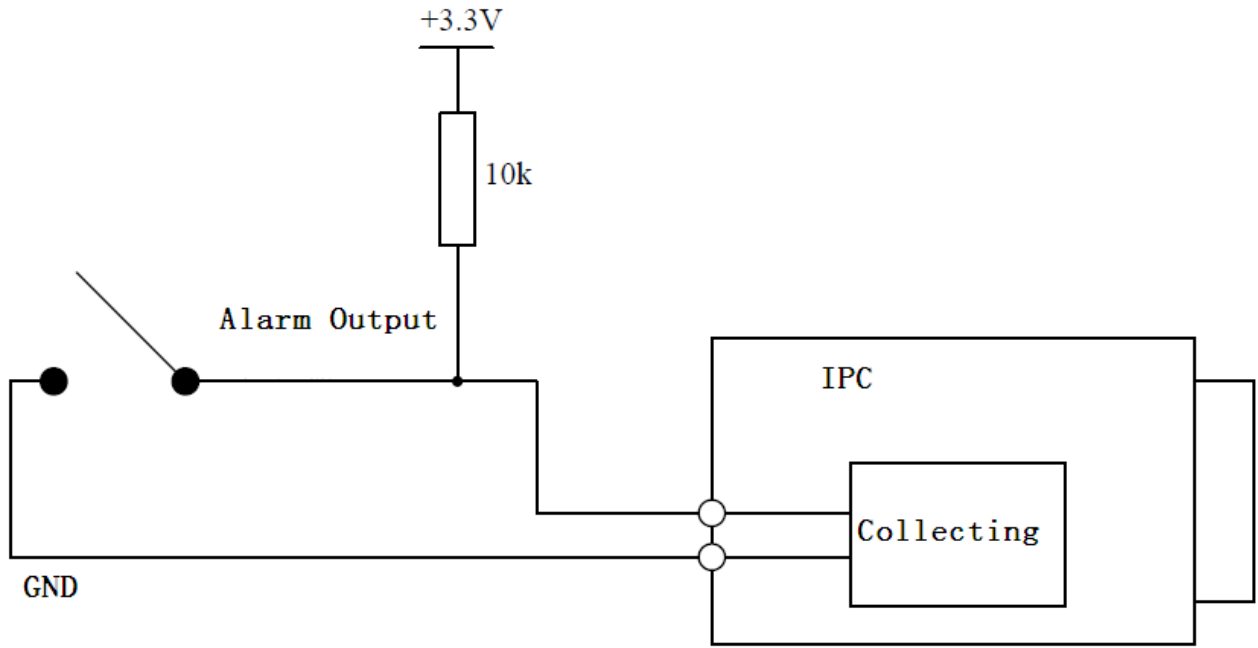 +3.3V
10k
Alarm Output
IPC
Collecting
GND